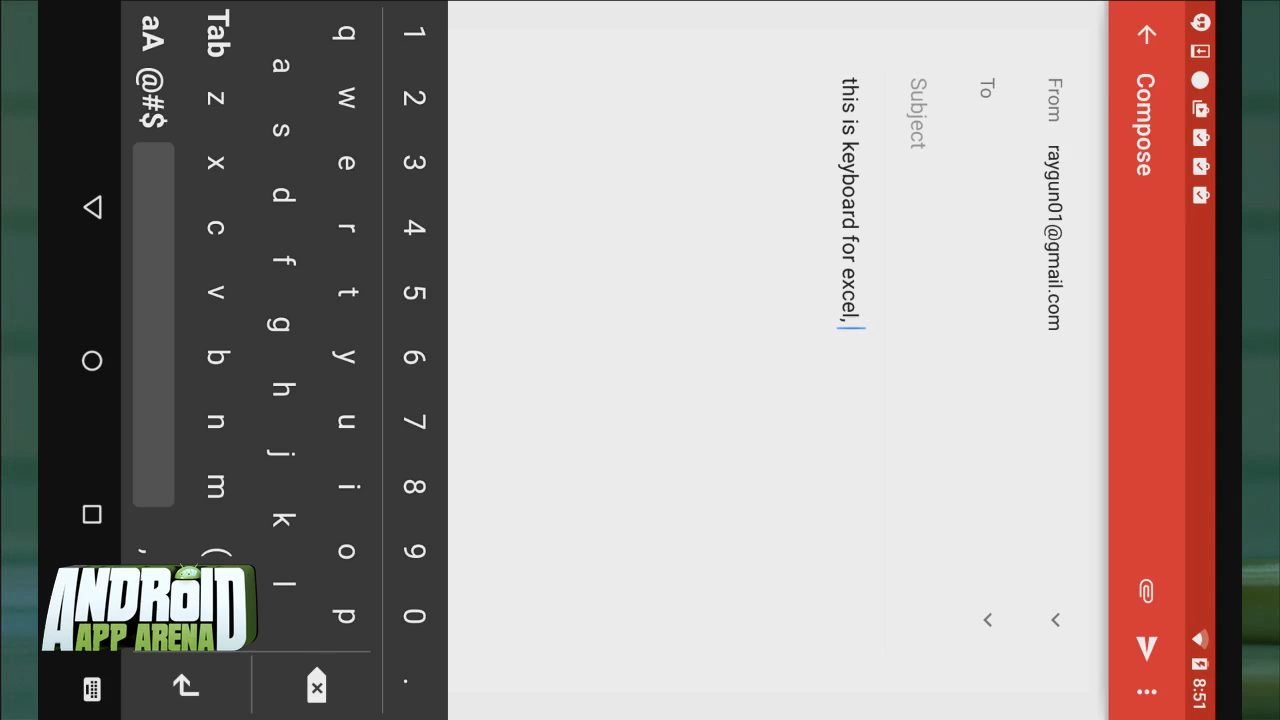 8:51
Compose
From raygun01@gmail.com
To
Subject
this is keyboard for excel,
1 2 3 4 5 6 7 8 9 0 .
q w e r t y u i o p
a s d f g h j k l
Tab z x c v b n m (
aA @#$ ,
ANDROID
APP ARENA